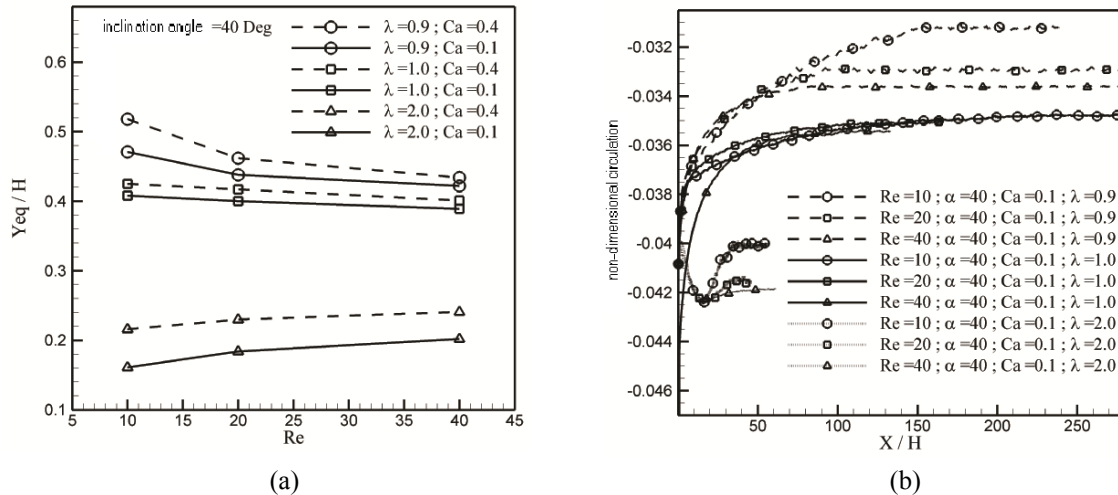 inclination angle =40 Deg
λ =0.9 ; Ca =0.4
λ =0.9 ; Ca =0.1
λ =1.0 ; Ca =0.4
λ =1.0 ; Ca =0.1
λ =2.0 ; Ca =0.4
λ =2.0 ; Ca =0.1
Yeq / H
0.6
0.5
0.4
0.3
0.2
0.1
5 10 15 20 25 30 35 40 45
Re
(a)
non-dimensional circulation
-0.032
-0.034
-0.036
-0.038
-0.04
-0.042
-0.044
-0.046
Re =10 ; α =40 ; Ca =0.1 ; λ =0.9
Re =20 ; α =40 ; Ca =0.1 ; λ =0.9
Re =40 ; α =40 ; Ca =0.1 ; λ =0.9
Re =10 ; α =40 ; Ca =0.1 ; λ =1.0
Re =20 ; α =40 ; Ca =0.1 ; λ =1.0
Re =40 ; α =40 ; Ca =0.1 ; λ =1.0
Re =10 ; α =40 ; Ca =0.1 ; λ =2.0
Re =20 ; α =40 ; Ca =0.1 ; λ =2.0
Re =40 ; α =40 ; Ca =0.1 ; λ =2.0
50 100 150 200 250
X / H
(b)